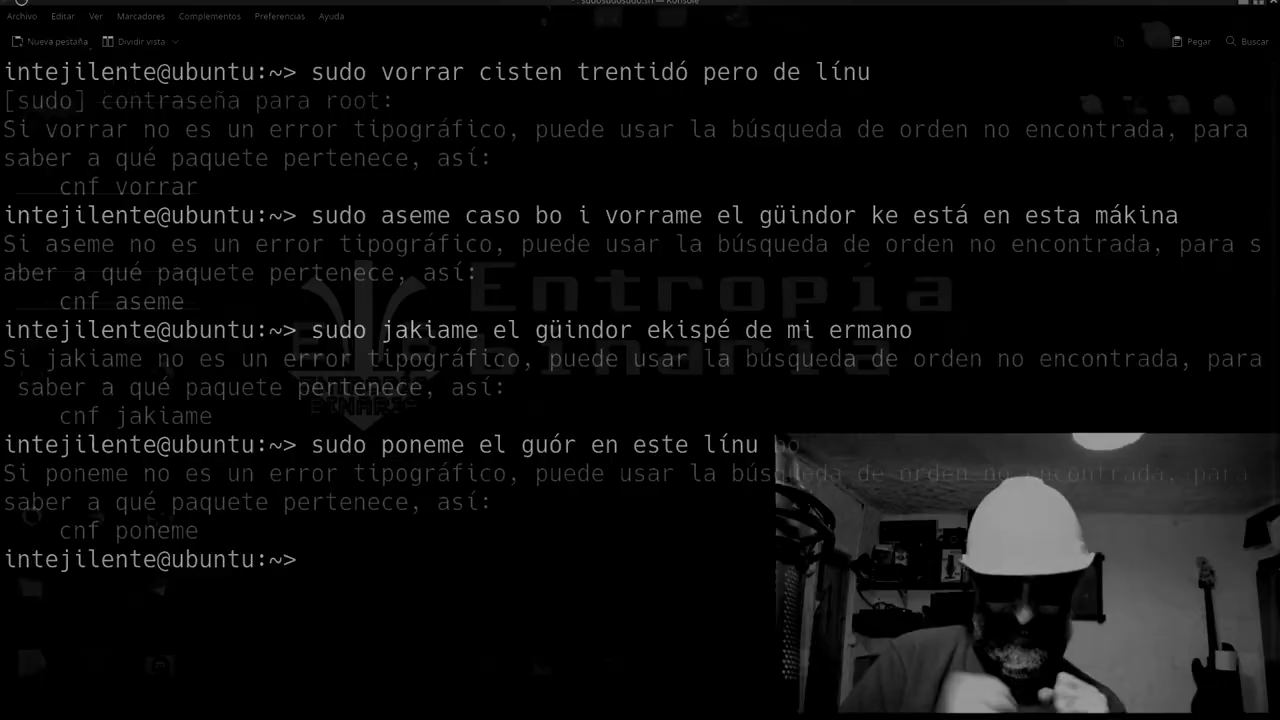 sudosudosudo.sh — Konsole
Archivo Editar Ver Marcadores Complementos Preferencias Ayuda
Nueva pestaña Dividir vista Pegar Buscar
intejilente@ubuntu:~> sudo vorrar cisten trentidó pero de línu
[sudo] contraseña para root:
Si vorrar no es un error tipográfico, puede usar la búsqueda de orden no encontrada, para
saber a qué paquete pertenece, así:
cnf vorrar
intejilente@ubuntu:~> sudo aseme caso bo i vorrame el güindor ke está en esta mákina
Si aseme no es un error tipográfico, puede usar la búsqueda de orden no encontrada, para s
aber a qué paquete pertenece, así:
cnf aseme
Entropía
binaria
intejilente@ubuntu:~> sudo jakiame el güindor ekispé de mi ermano
Si jakiame no es un error tipográfico, puede usar la búsqueda de orden no encontrada, para
saber a qué paquete pertenece, así:
cnf jakiame
intejilente@ubuntu:~> sudo poneme el guór en este línu bo
Si poneme no es un error tipográfico, puede usar la búsqueda de orden no encontrada, para
saber a qué paquete pertenece, así:
cnf poneme
intejilente@ubuntu:~>